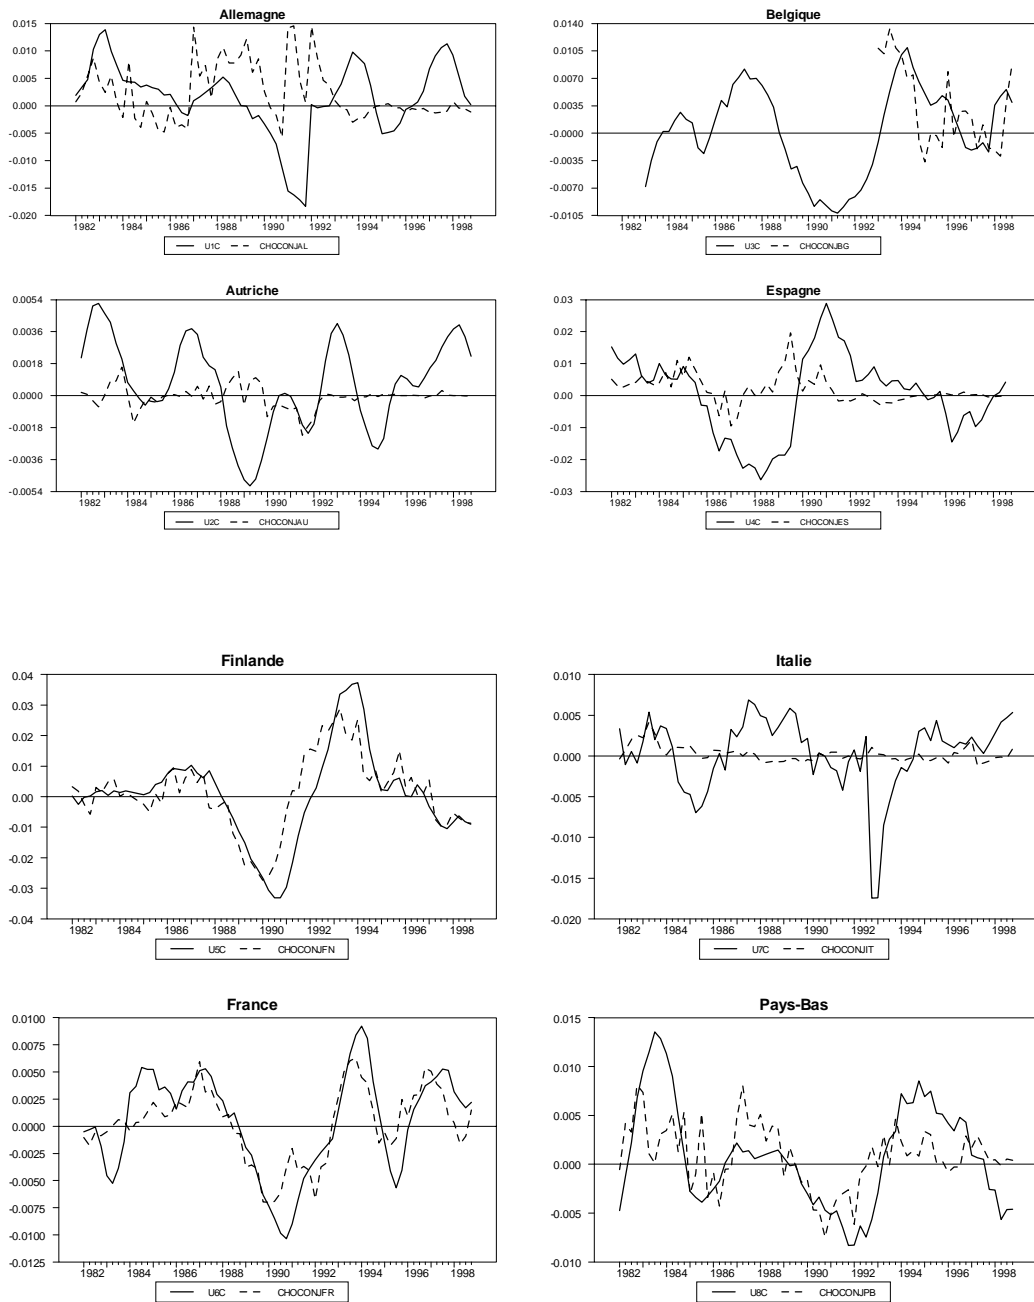 Allemagne
0.015
0.010
0.005
0.000
-0.005
-0.010
-0.015
-0.020
1982 1984 1986 1988 1990 1992 1994 1996 1998
U1C CHOCONJAL
Belgique
0.0140
0.0105
0.0070
0.0035
-0.0000
-0.0035
-0.0070
-0.0105
1982 1984 1986 1988 1990 1992 1994 1996 1998
U3C CHOCONJBG
Autriche
0.0054
0.0036
0.0018
0.0000
-0.0018
-0.0036
-0.0054
1982 1984 1986 1988 1990 1992 1994 1996 1998
U2C CHOCONJAU
Espagne
0.03
0.02
0.01
0.00
-0.01
-0.02
-0.03
1982 1984 1986 1988 1990 1992 1994 1996 1998
U4C CHOCONJES
Finlande
0.04
0.03
0.02
0.01
0.00
-0.01
-0.02
-0.03
-0.04
1982 1984 1986 1988 1990 1992 1994 1996 1998
U5C CHOCONJFN
Italie
0.010
0.005
0.000
-0.005
-0.010
-0.015
-0.020
1982 1984 1986 1988 1990 1992 1994 1996 1998
U7C CHOCONJIT
France
0.0100
0.0075
0.0050
0.0025
0.0000
-0.0025
-0.0050
-0.0075
-0.0100
-0.0125
1982 1984 1986 1988 1990 1992 1994 1996 1998
U6C CHOCONJFR
Pays-Bas
0.015
0.010
0.005
0.000
-0.005
-0.010
1982 1984 1986 1988 1990 1992 1994 1996 1998
U8C CHOCONJPB